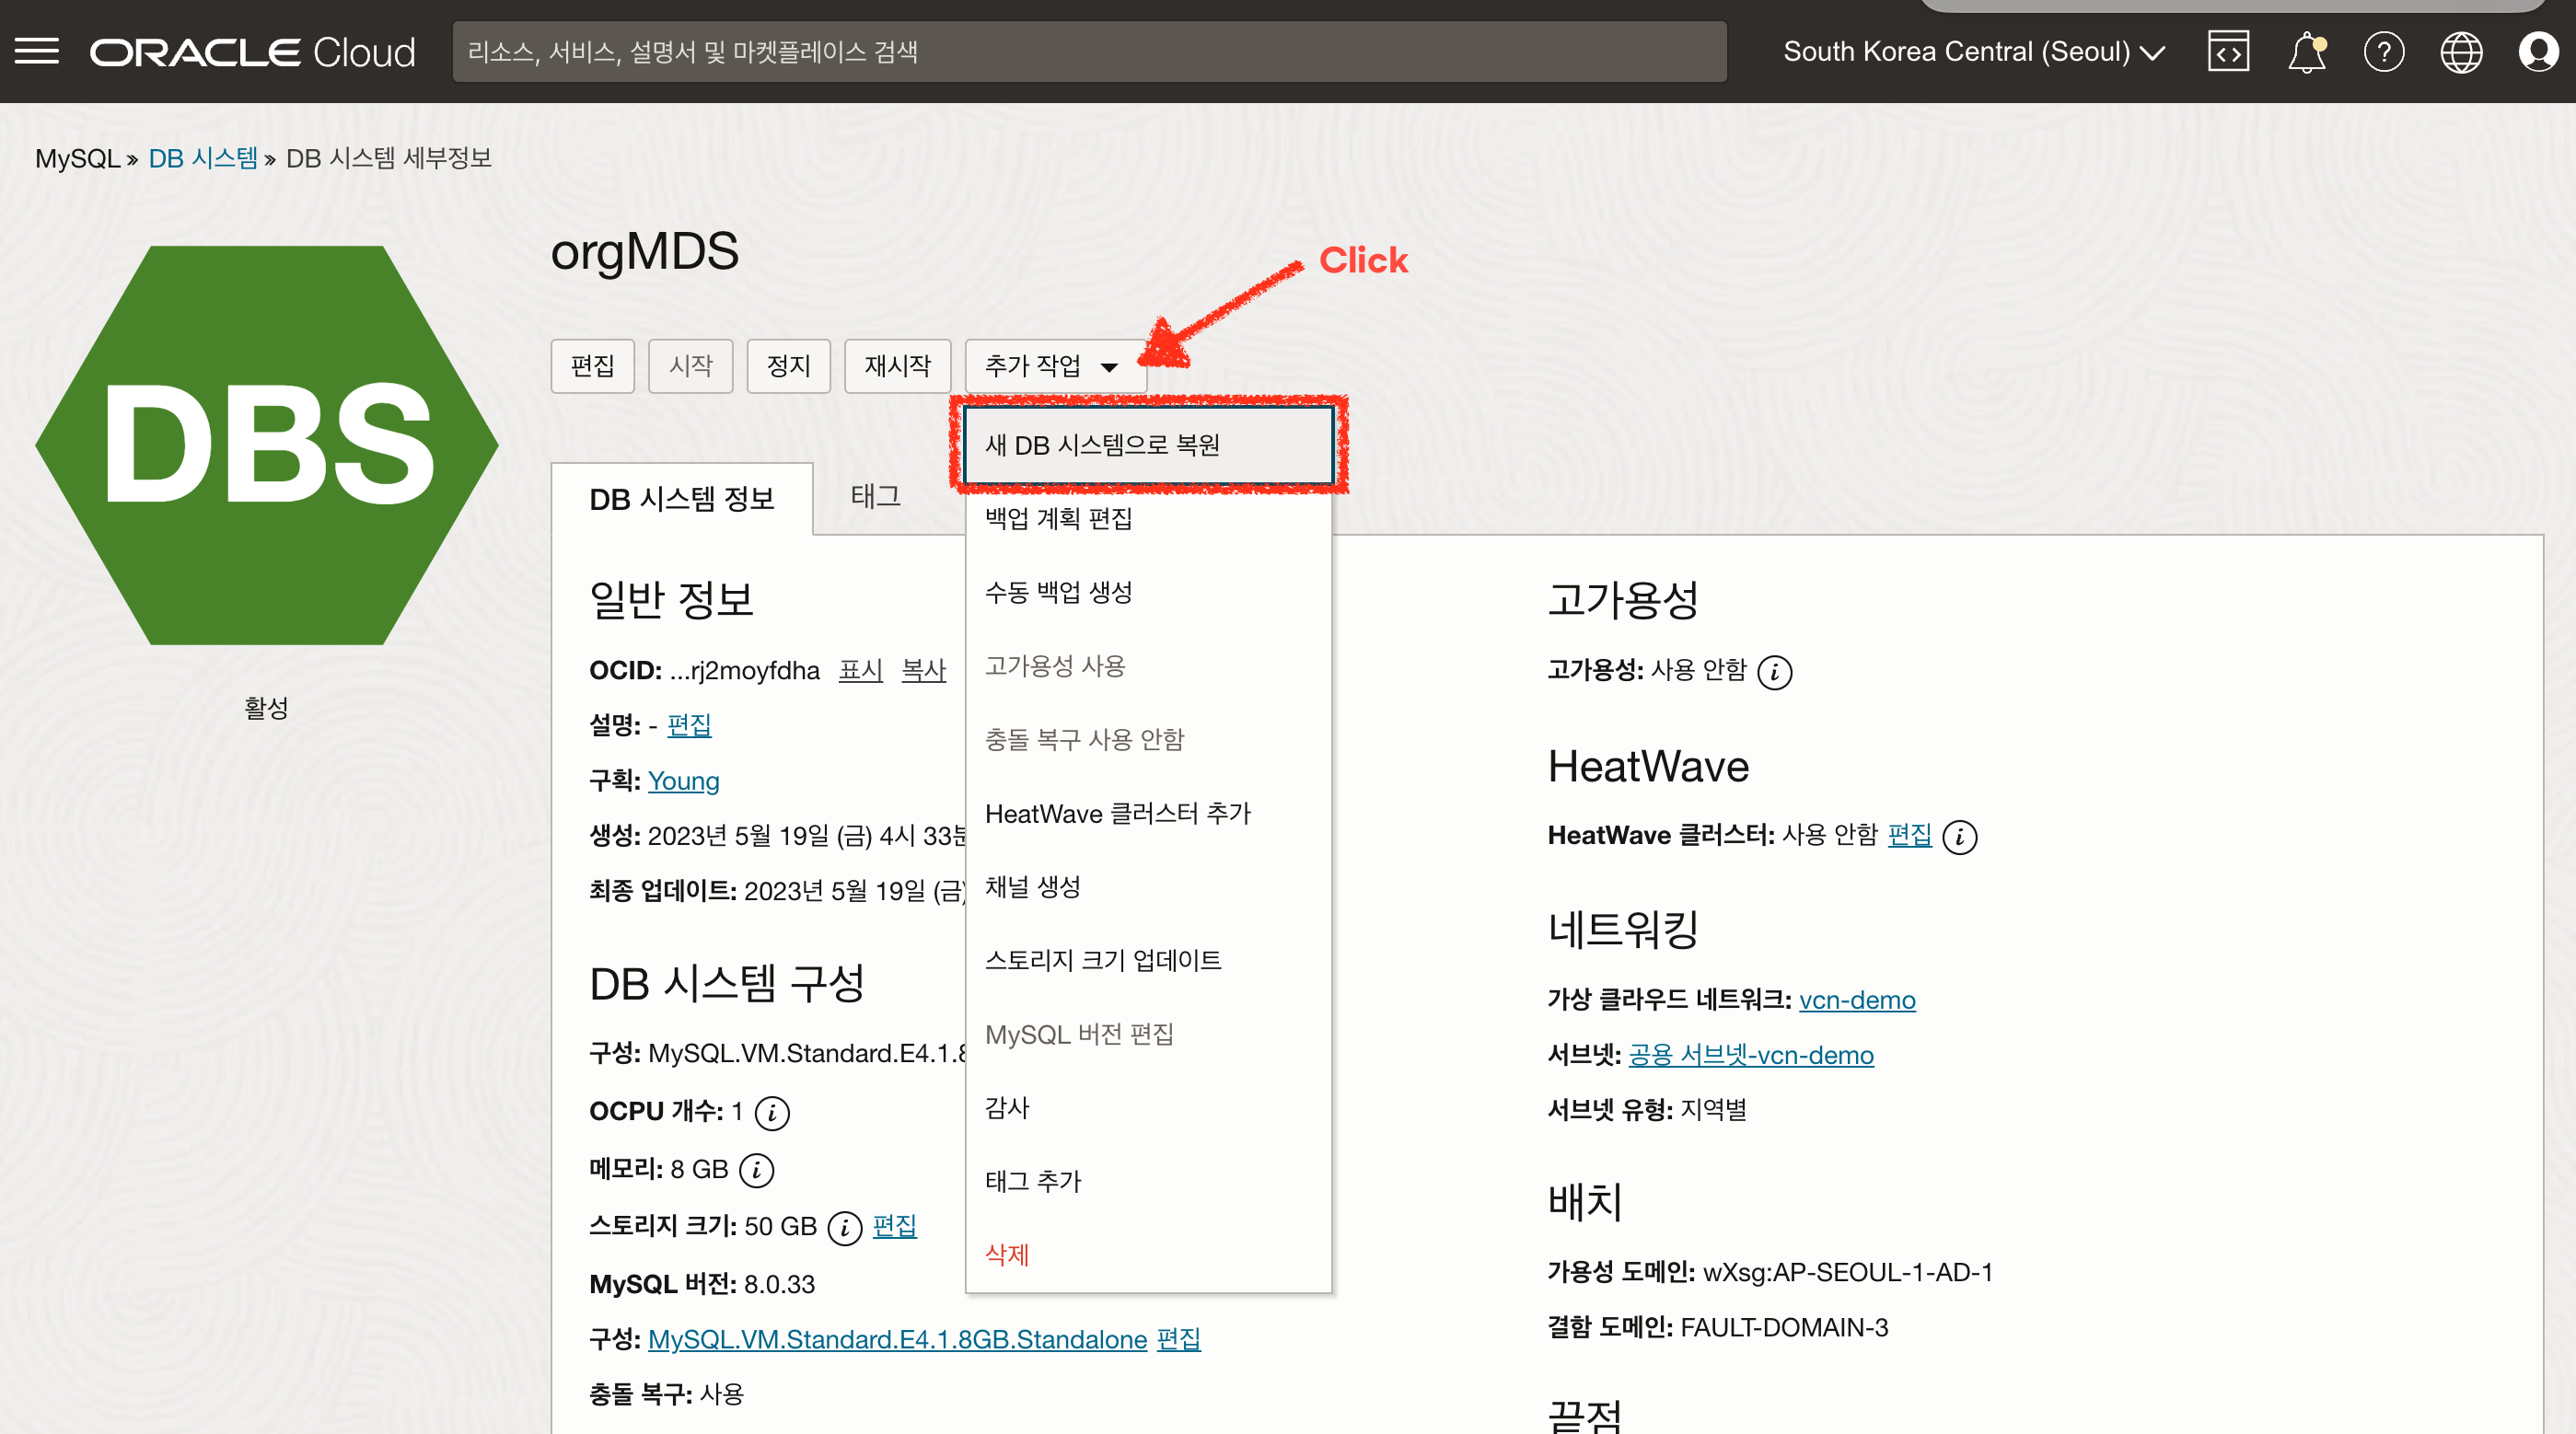 ORACLE Cloud
리소스, 서비스, 설명서 및 마켓플레이스 검색
South Korea Central (Seoul)
MySQL » DB 시스템 » DB 시스템 세부정보
DBS
활성
orgMDS
Click
편집
시작
정지
재시작
추가 작업
새 DB 시스템으로 복원
백업 계획 편집
수동 백업 생성
고가용성 사용
충돌 복구 사용 안함
HeatWave 클러스터 추가
채널 생성
스토리지 크기 업데이트
MySQL 버전 편집
감사
태그 추가
삭제
DB 시스템 정보
태그
일반 정보
OCID: ...rj2moyfdha 표시 복사
설명: - 편집
구획: Young
생성: 2023년 5월 19일 (금) 4시 33분
최종 업데이트: 2023년 5월 19일 (금)
DB 시스템 구성
구성: MySQL.VM.Standard.E4.1.8
OCPU 개수: 1
메모리: 8 GB
스토리지 크기: 50 GB 편집
MySQL 버전: 8.0.33
구성: MySQL.VM.Standard.E4.1.8GB.Standalone 편집
충돌 복구: 사용
고가용성
고가용성: 사용 안함
HeatWave
HeatWave 클러스터: 사용 안함 편집
네트워킹
가상 클라우드 네트워크: vcn-demo
서브넷: 공용 서브넷-vcn-demo
서브넷 유형: 지역별
배치
가용성 도메인: wXsg:AP-SEOUL-1-AD-1
결함 도메인: FAULT-DOMAIN-3
끝점